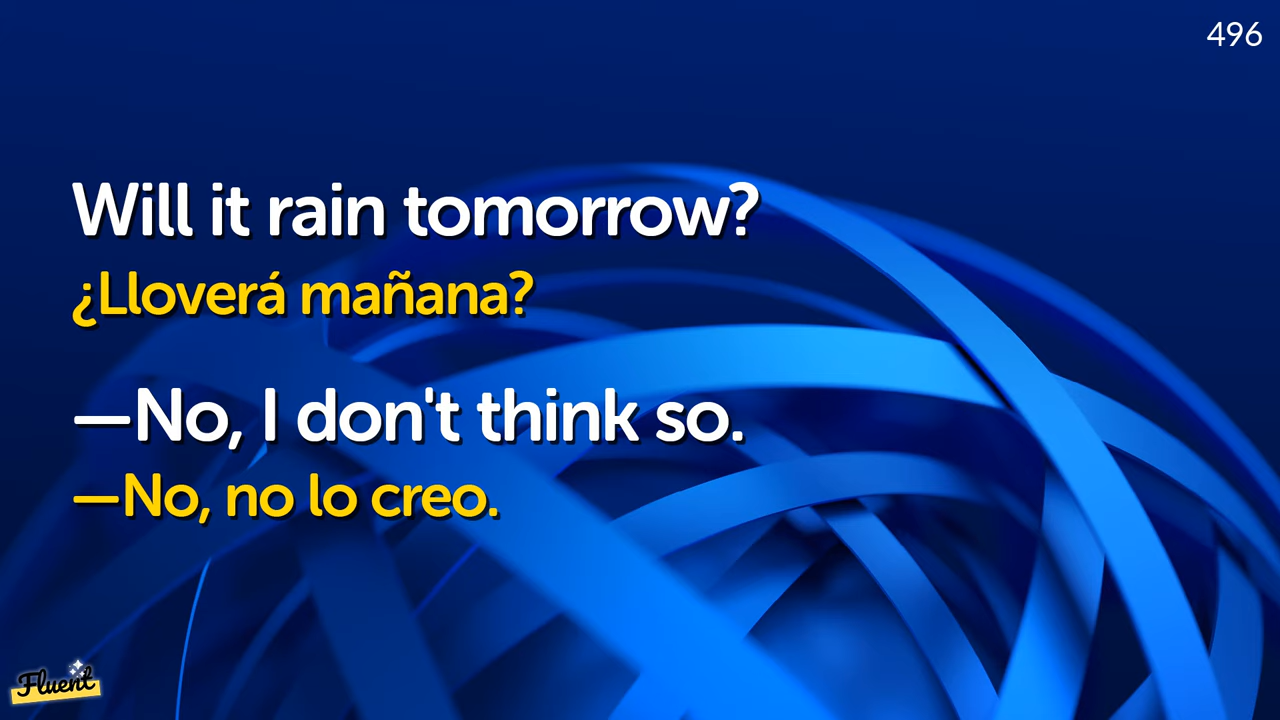 496
Will it rain tomorrow?
¿Lloverá mañana?
—No, I don't think so.
—No, no lo creo.
Fluent